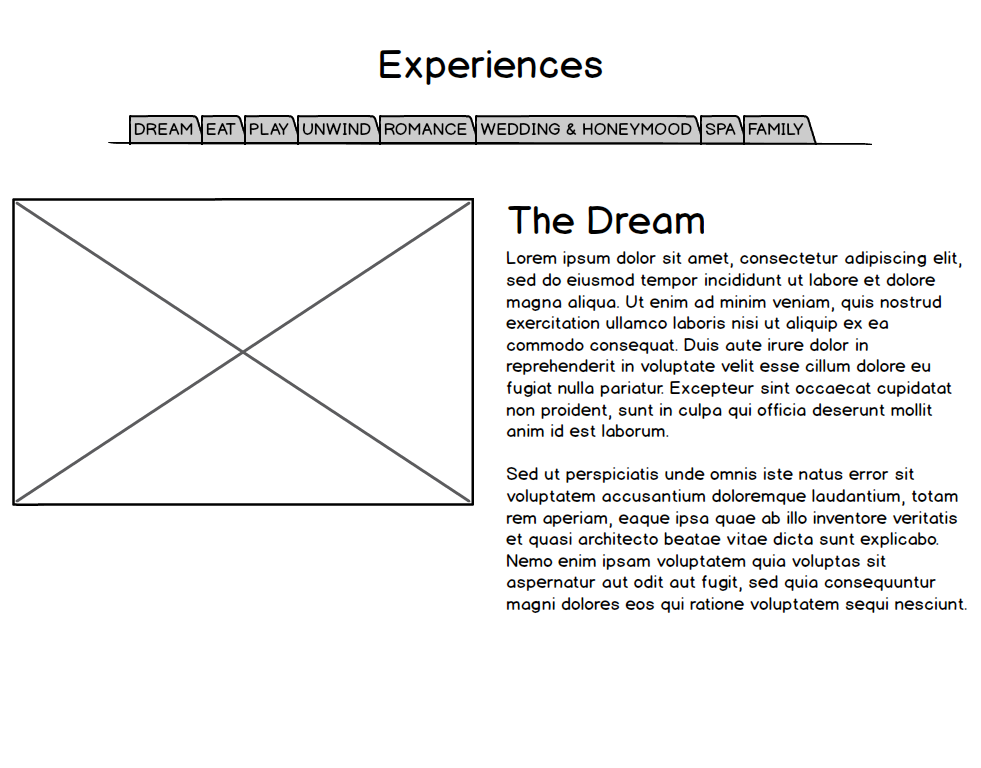 Experiences
DREAM EAT PLAY UNWIND ROMANCE WEDDING & HONEYMOOD SPA FAMILY
The Dream
Lorem ipsum dolor sit amet, consectetur adipiscing elit,
sed do eiusmod tempor incididunt ut labore et dolore
magna aliqua. Ut enim ad minim veniam, quis nostrud
exercitation ullamco laboris nisi ut aliquip ex ea
commodo consequat. Duis aute irure dolor in
reprehenderit in voluptate velit esse cillum dolore eu
fugiat nulla pariatur. Excepteur sint occaecat cupidatat
non proident, sunt in culpa qui officia deserunt mollit
anim id est laborum.
Sed ut perspiciatis unde omnis iste natus error sit
voluptatem accusantium doloremque laudantium, totam
rem aperiam, eaque ipsa quae ab illo inventore veritatis
et quasi architecto beatae vitae dicta sunt explicabo.
Nemo enim ipsam voluptatem quia voluptas sit
aspernatur aut odit aut fugit, sed quia consequuntur
magni dolores eos qui ratione voluptatem sequi nesciunt.